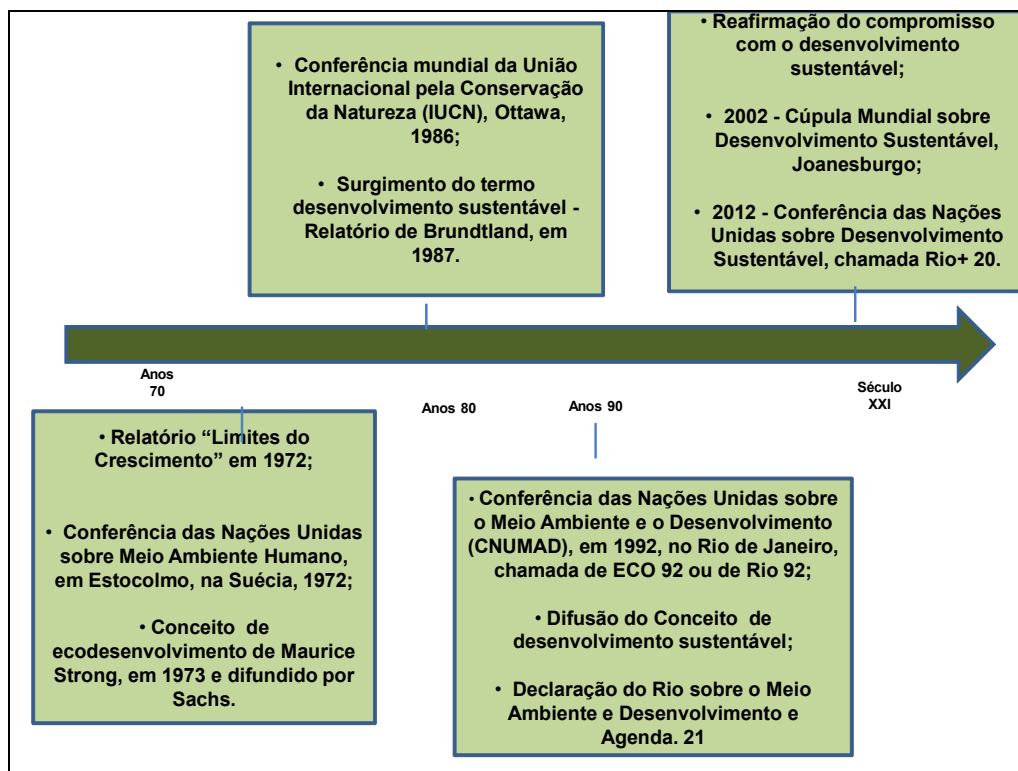 • Conferência mundial da União
Internacional pela Conservação
da Natureza (IUCN), Ottawa,
1986;
• Surgimento do termo
desenvolvimento sustentável -
Relatório de Brundtland, em
1987.
• Reafirmação do compromisso
com o desenvolvimento
sustentável;
• 2002 - Cúpula Mundial sobre
Desenvolvimento Sustentável,
Joanesburgo;
• 2012 - Conferência das Nações
Unidas sobre Desenvolvimento
Sustentável, chamada Rio+ 20.
Anos
70
Anos 80
Anos 90
Século
XXI
• Relatório “Limites do
Crescimento” em 1972;
• Conferência das Nações Unidas
sobre Meio Ambiente Humano,
em Estocolmo, na Suécia, 1972;
• Conceito de
ecodesenvolvimento de Maurice
Strong, em 1973 e difundido por
Sachs.
• Conferência das Nações Unidas sobre
o Meio Ambiente e o Desenvolvimento
(CNUMAD), em 1992, no Rio de Janeiro,
chamada de ECO 92 ou de Rio 92;
• Difusão do Conceito de
desenvolvimento sustentável;
• Declaração do Rio sobre o Meio
Ambiente e Desenvolvimento e
Agenda. 21